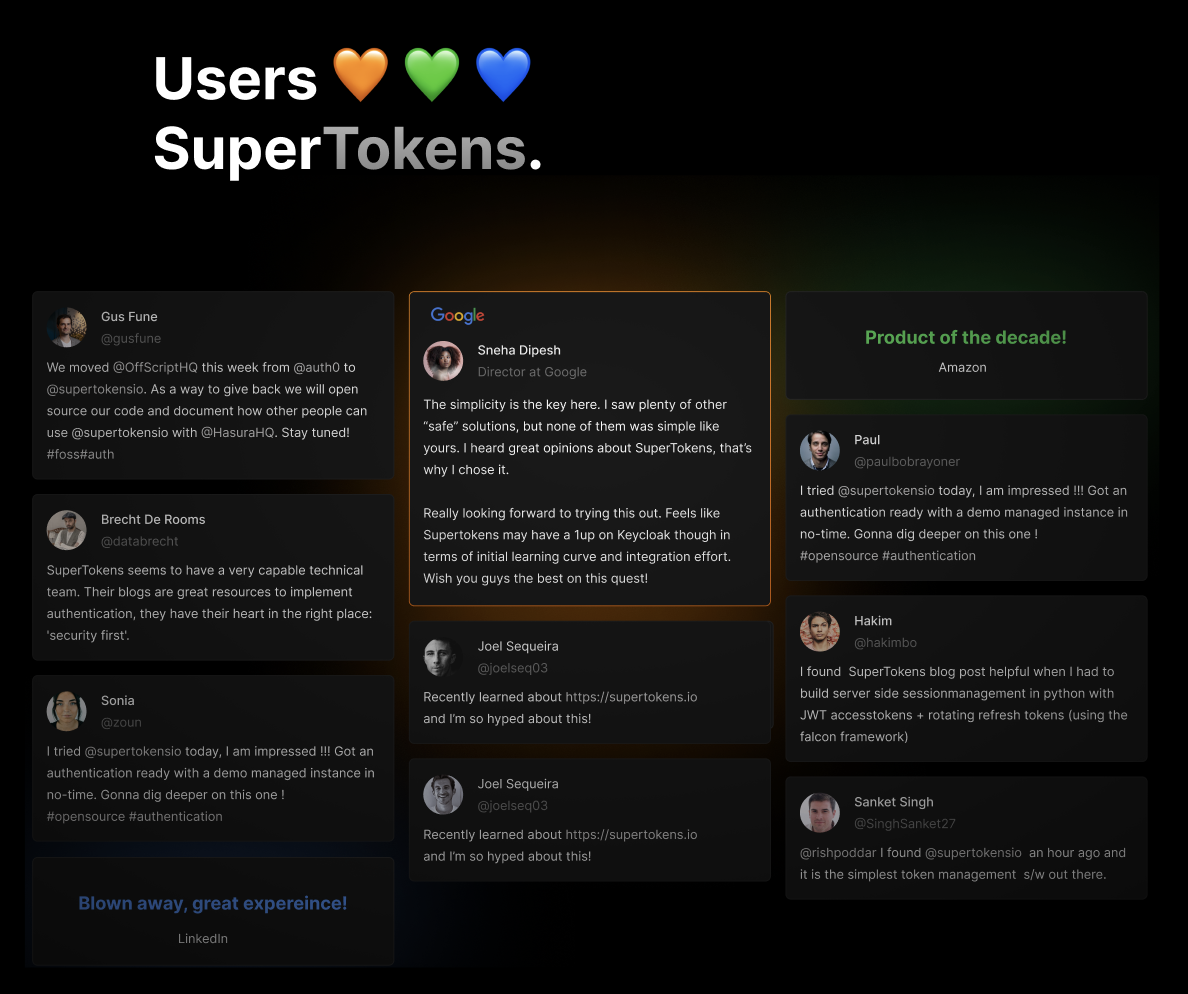 Users 🧡 💚 💙
SuperTokens.
Gus Fune
@gusfune
We moved @OffScriptHQ this week from @auth0 to
@supertokensio. As a way to give back we will open
source our code and document how other people can
use @supertokensio with @HasuraHQ. Stay tuned!
#foss#auth
Brecht De Rooms
@databrecht
SuperTokens seems to have a very capable technical
team. Their blogs are great resources to implement
authentication, they have their heart in the right place:
'security first'.
Sonia
@zoun
I tried @supertokensio today, I am impressed !!! Got an
authentication ready with a demo managed instance in
no-time. Gonna dig deeper on this one !
#opensource #authentication
Blown away, great expereince!
LinkedIn
Google
Sneha Dipesh
Director at Google
The simplicity is the key here. I saw plenty of other
“safe” solutions, but none of them was simple like
yours. I heard great opinions about SuperTokens, that’s
why I chose it.
Really looking forward to trying this out. Feels like
Supertokens may have a 1up on Keycloak though in
terms of initial learning curve and integration effort.
Wish you guys the best on this quest!
Joel Sequeira
@joelseq03
Recently learned about https://supertokens.io
and I’m so hyped about this!
Joel Sequeira
@joelseq03
Recently learned about https://supertokens.io
and I’m so hyped about this!
Product of the decade!
Amazon
Paul
@paulbobrayoner
I tried @supertokensio today, I am impressed !!! Got an
authentication ready with a demo managed instance in
no-time. Gonna dig deeper on this one !
#opensource #authentication
Hakim
@hakimbo
I found  SuperTokens blog post helpful when I had to
build server side sessionmanagement in python with
JWT accesstokens + rotating refresh tokens (using the
falcon framework)
Sanket Singh
@SinghSanket27
@rishpoddar I found @supertokensio  an hour ago and
it is the simplest token management  s/w out there.